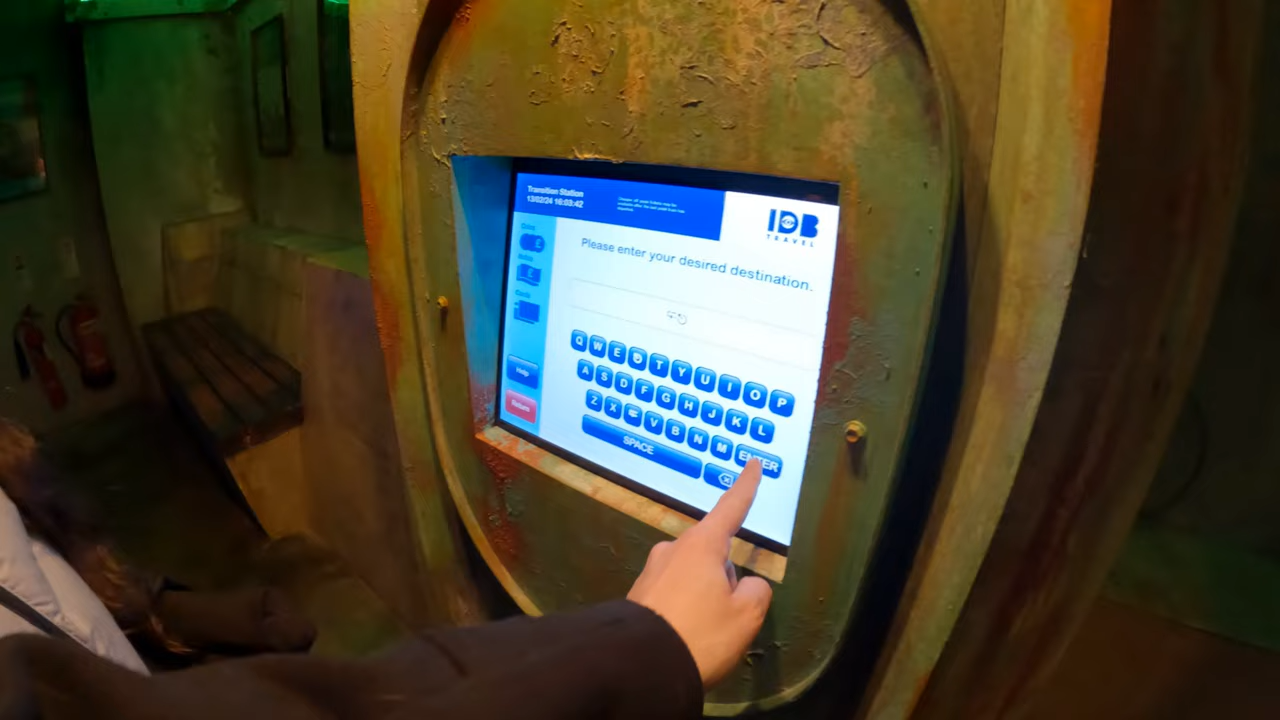 Transition Station
13/02/24 16:03:42
IDB
TRAVEL
Please enter your desired destination.
Q W E T Y U I O P
A S D F G H J K L
Z X V B N M ENTER
SPACE
Help
Return